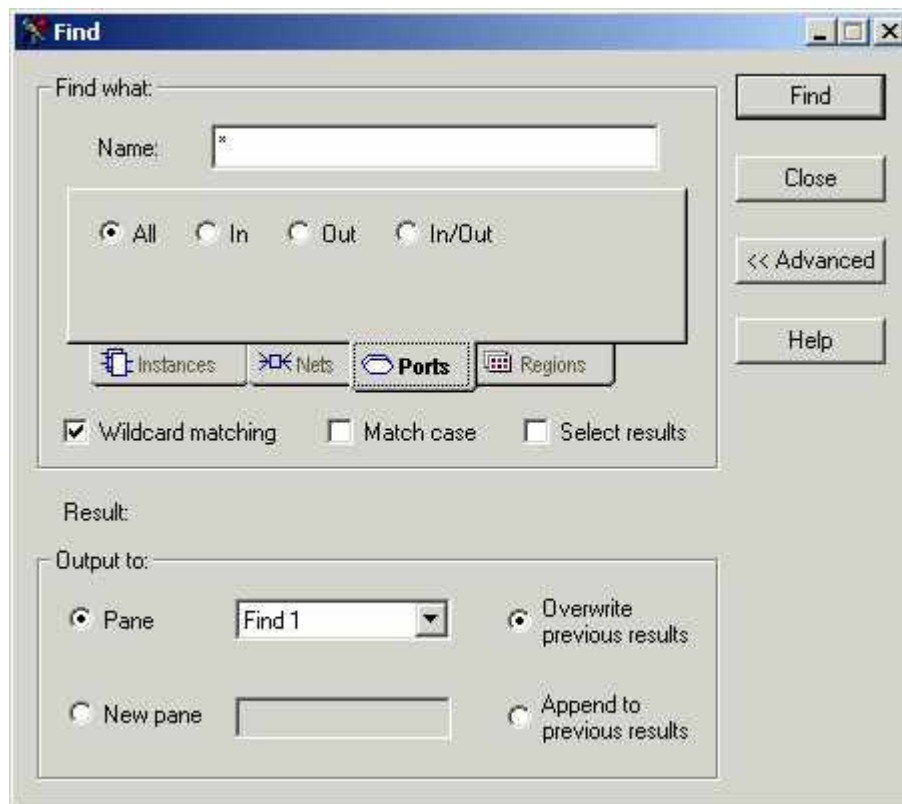 Find
Find what:
Find
Name: *
Close
All In Out In/Out
<< Advanced
Help
Instances Nets Ports Regions
Wildcard matching Match case Select results
Result:
Output to:
Pane Find 1 Overwrite
previous results
New pane Append to
previous results